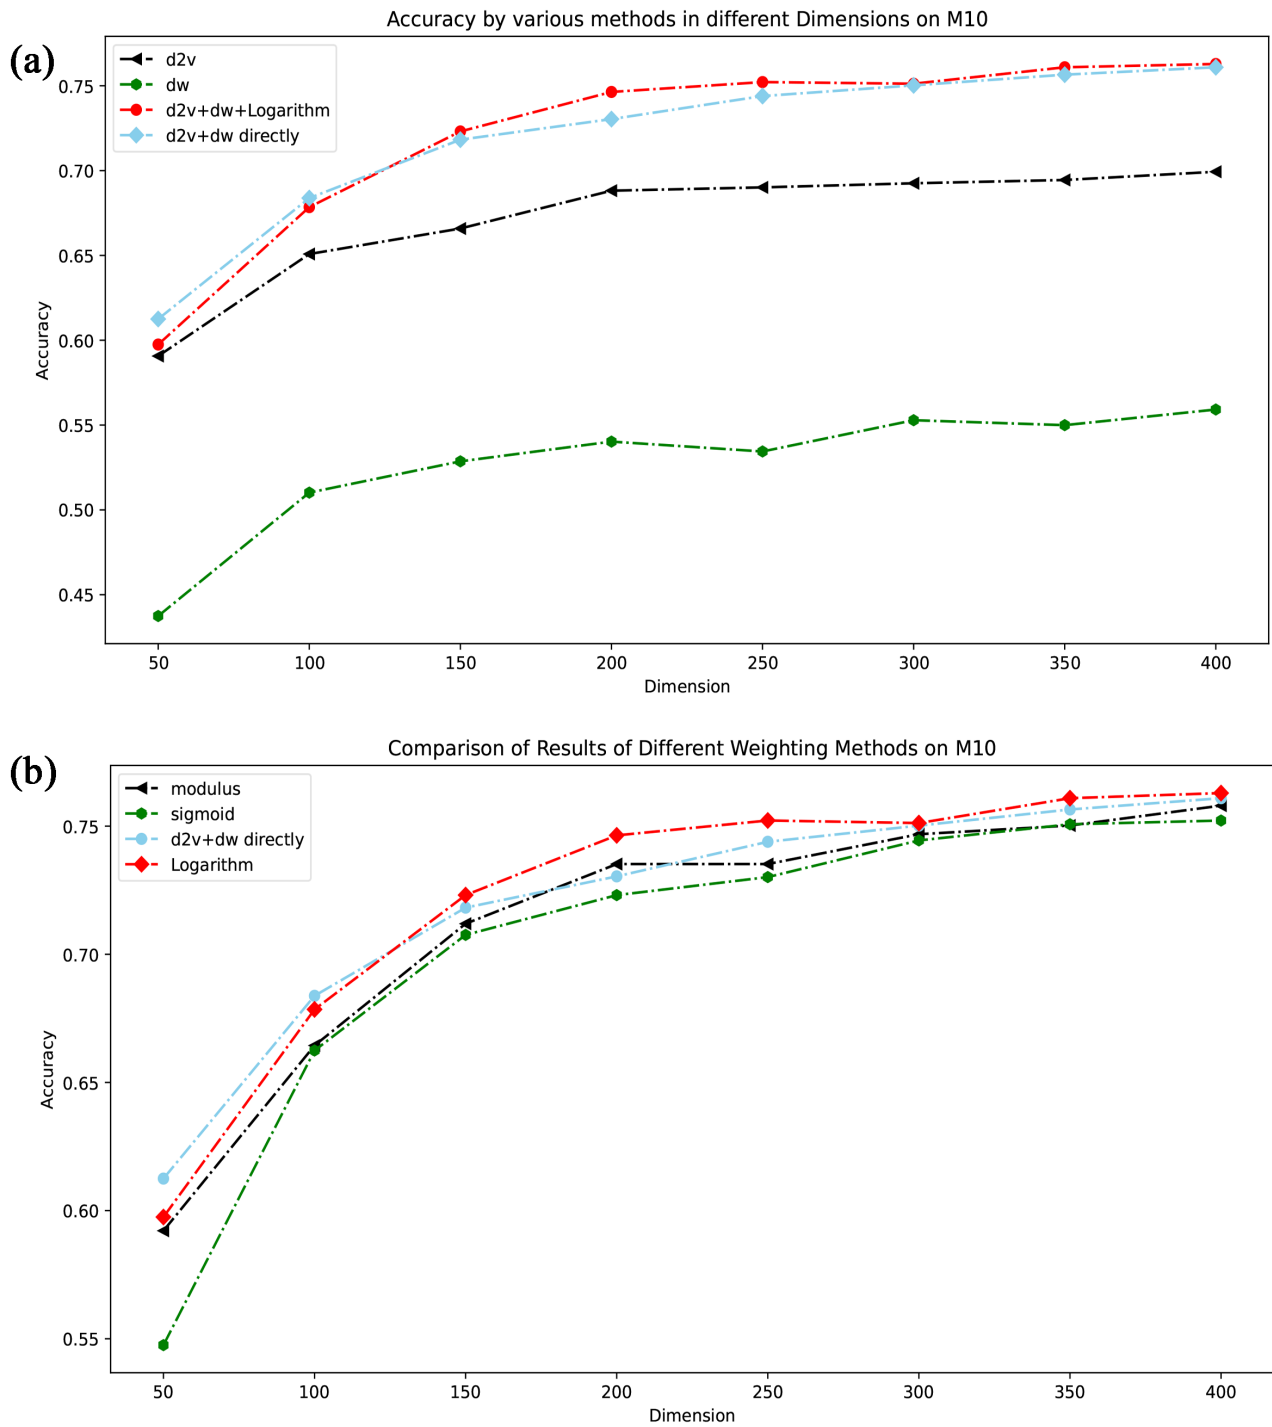 (a)
Accuracy by various methods in different Dimensions on M10
d2v
dw
d2v+dw+Logarithm
d2v+dw directly
Accuracy
0.75
0.70
0.65
0.60
0.55
0.50
0.45
50 100 150 200 250 300 350 400
Dimension
(b)
Comparison of Results of Different Weighting Methods on M10
modulus
sigmoid
d2v+dw directly
Logarithm
Accuracy
0.75
0.70
0.65
0.60
0.55
50 100 150 200 250 300 350 400
Dimension